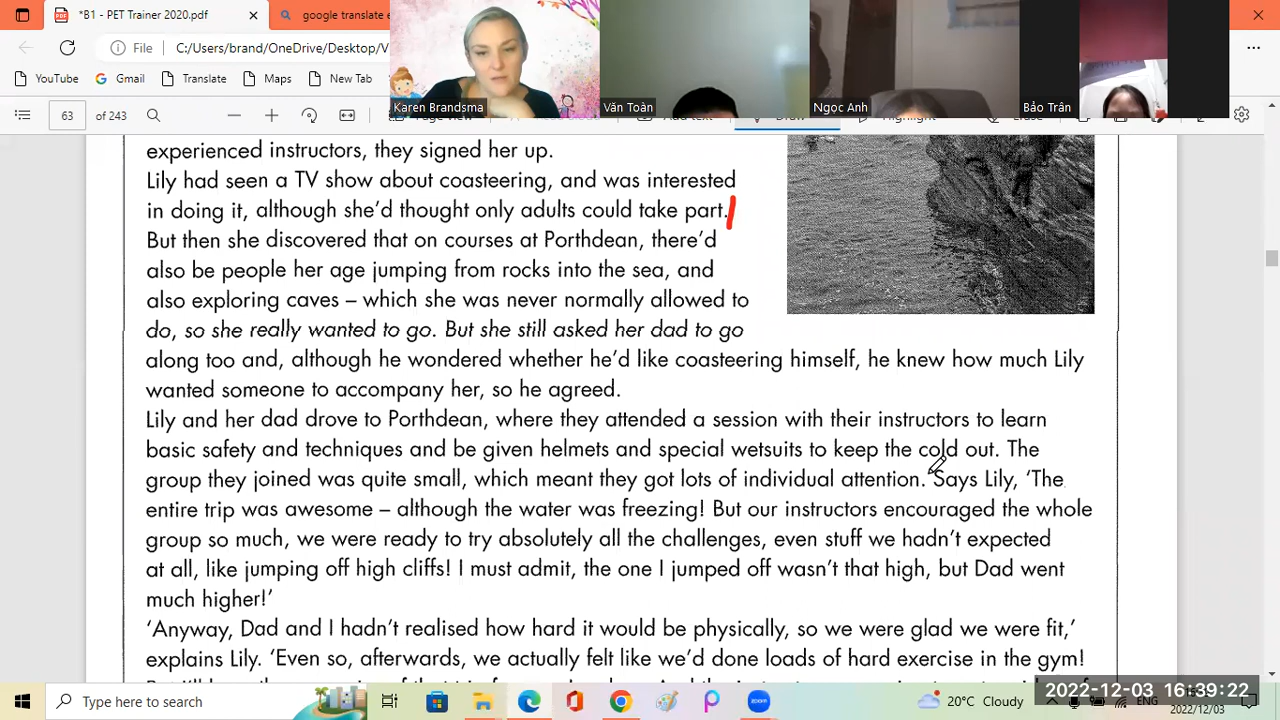 *B1 - PET Trainer 2020.pdf
google translate e
File
C:/Users/brand/OneDrive/Desktop/V
YouTube
Gmail
Translate
Maps
New Tab
Karen Brandsma
Văn Toàn
Ngọc Anh
Bảo Trân
63
of 243
experienced instructors, they signed her up.
Lily had seen a TV show about coasteering, and was interested
in doing it, although she'd thought only adults could take part.
But then she discovered that on courses at Porthdean, there'd
also be people her age jumping from rocks into the sea, and
also exploring caves – which she was never normally allowed to
do, so she really wanted to go. But she still asked her dad to go
along too and, although he wondered whether he'd like coasteering himself, he knew how much Lily
wanted someone to accompany her, so he agreed.
Lily and her dad drove to Porthdean, where they attended a session with their instructors to learn
basic safety and techniques and be given helmets and special wetsuits to keep the cold out. The
group they joined was quite small, which meant they got lots of individual attention. Says Lily, 'The
entire trip was awesome – although the water was freezing! But our instructors encouraged the whole
group so much, we were ready to try absolutely all the challenges, even stuff we hadn't expected
at all, like jumping off high cliffs! I must admit, the one I jumped off wasn't that high, but Dad went
much higher!'
'Anyway, Dad and I hadn't realised how hard it would be physically, so we were glad we were fit,'
explains Lily. 'Even so, afterwards, we actually felt like we'd done loads of hard exercise in the gym!
Type here to search
zoom
20°C Cloudy
ENG
2022-12-03 16:39:22
2022/12/03